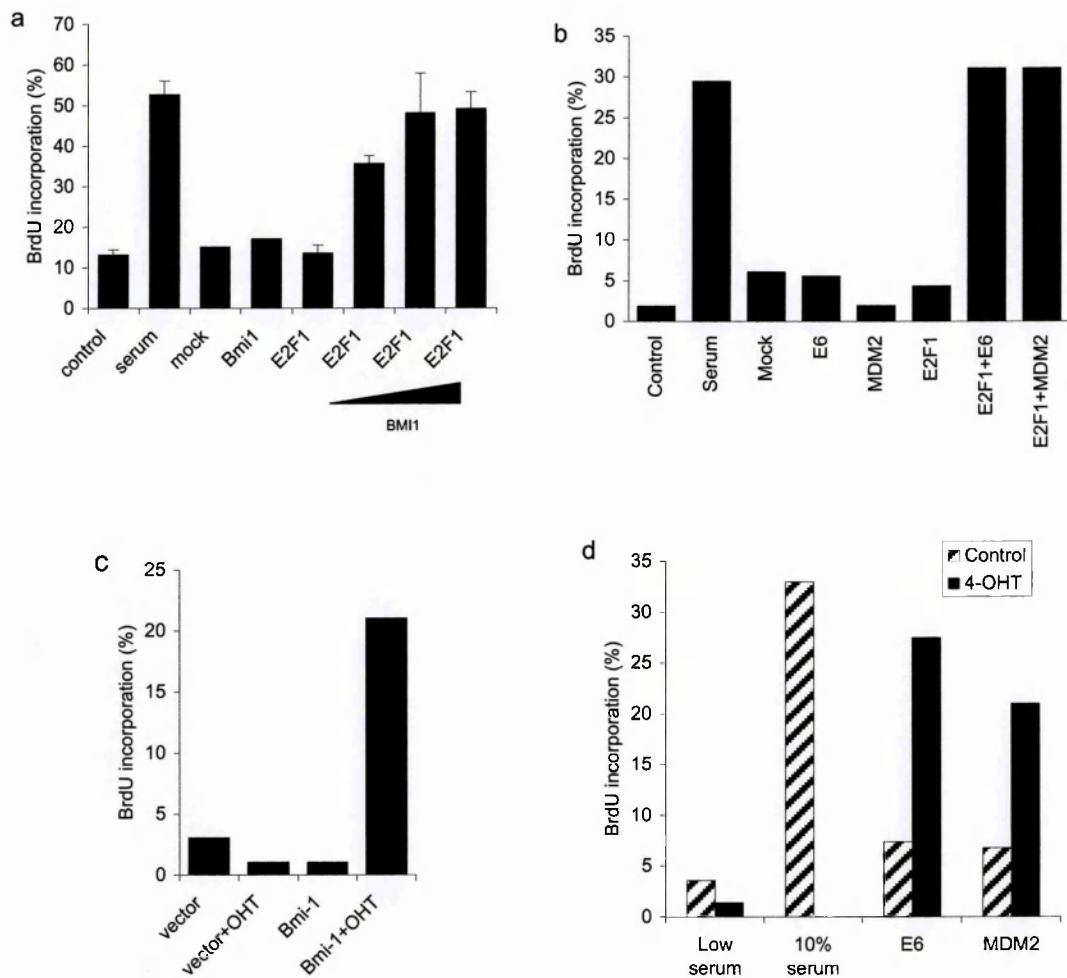 a
BrdU incorporation (%)
70
60
50
40
30
20
10
0
control
serum
mock
Bmi1
E2F1
E2F1
E2F1
E2F1
BMI1
b
BrdU incorporation (%)
35
30
25
20
15
10
5
0
Control
Serum
Mock
E6
MDM2
E2F1
E2F1+E6
E2F1+MDM2
c
BrdU incorporation (%)
25
20
15
10
5
0
vector
vector+OHT
Bmi-1
Bmi-1+OHT
d
Control
4-OHT
BrdU incorporation (%)
35
30
25
20
15
10
5
0
Low
serum
10%
serum
E6
MDM2